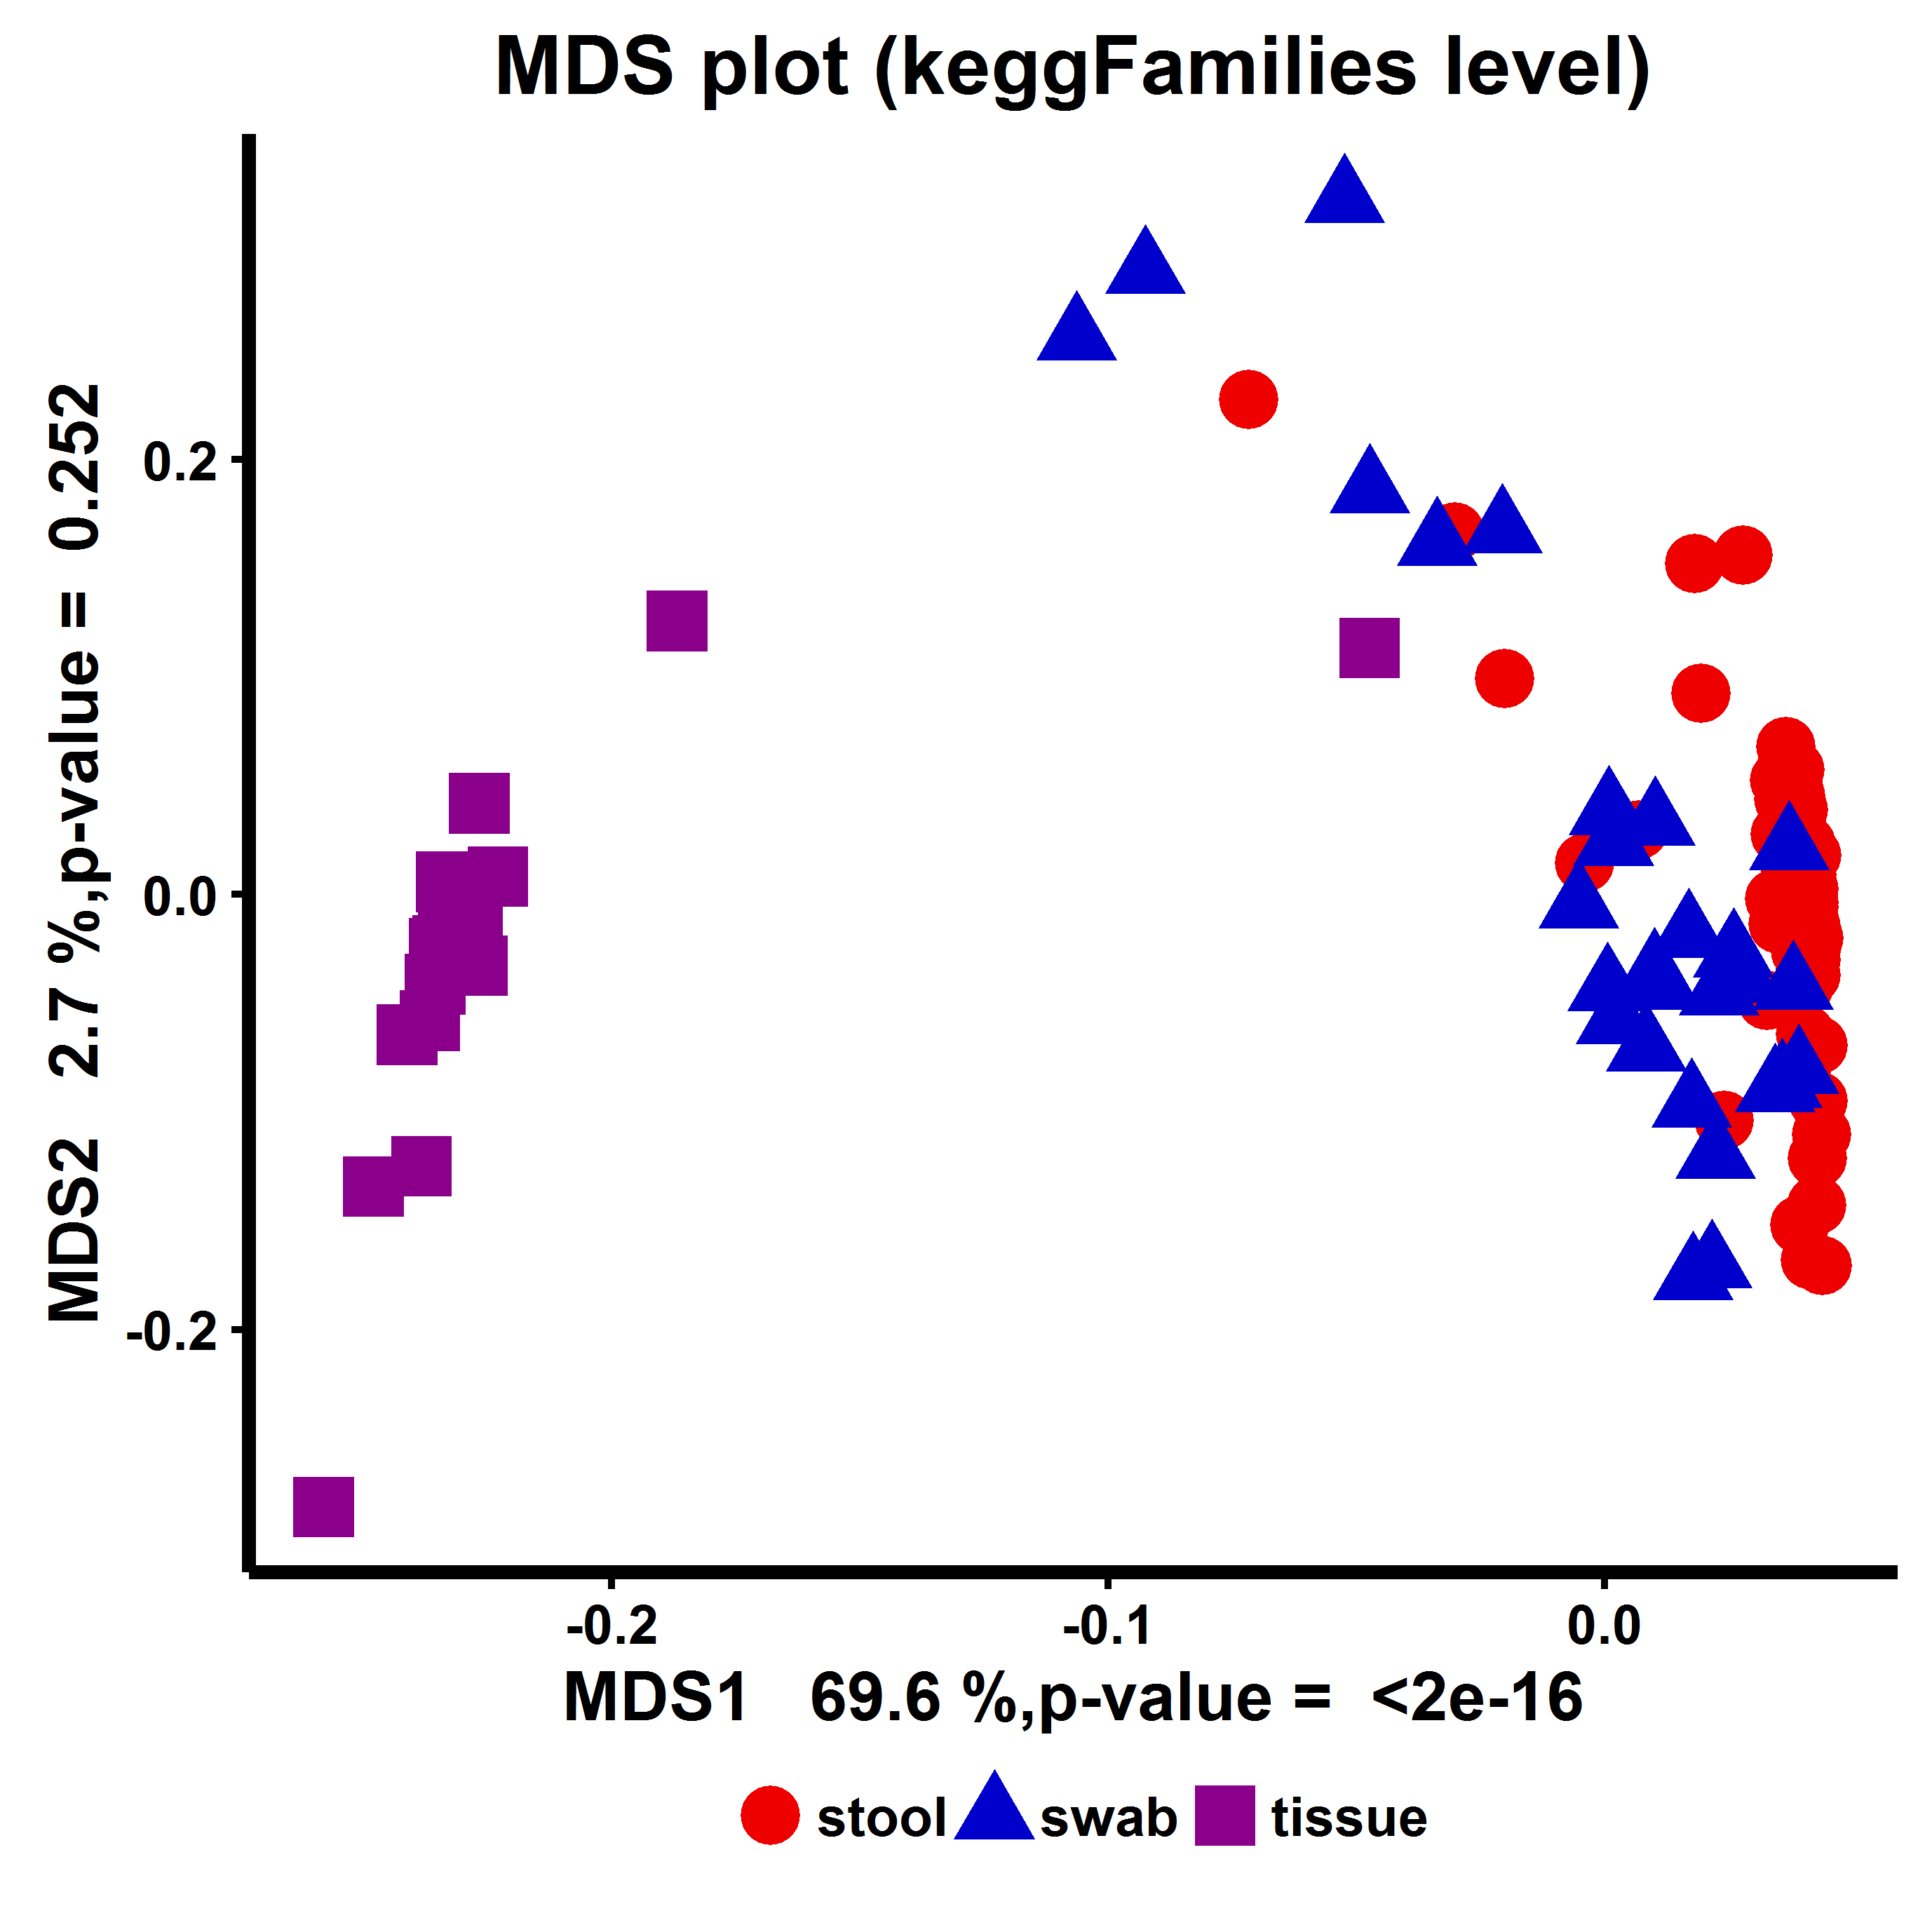 MDS plot (keggFamilies level)
MDS2 2.7 %,p-value = 0.252
0.2
0.0
-0.2
-0.2 -0.1 0.0
MDS1 69.6 %,p-value = <2e-16
stool swab tissue